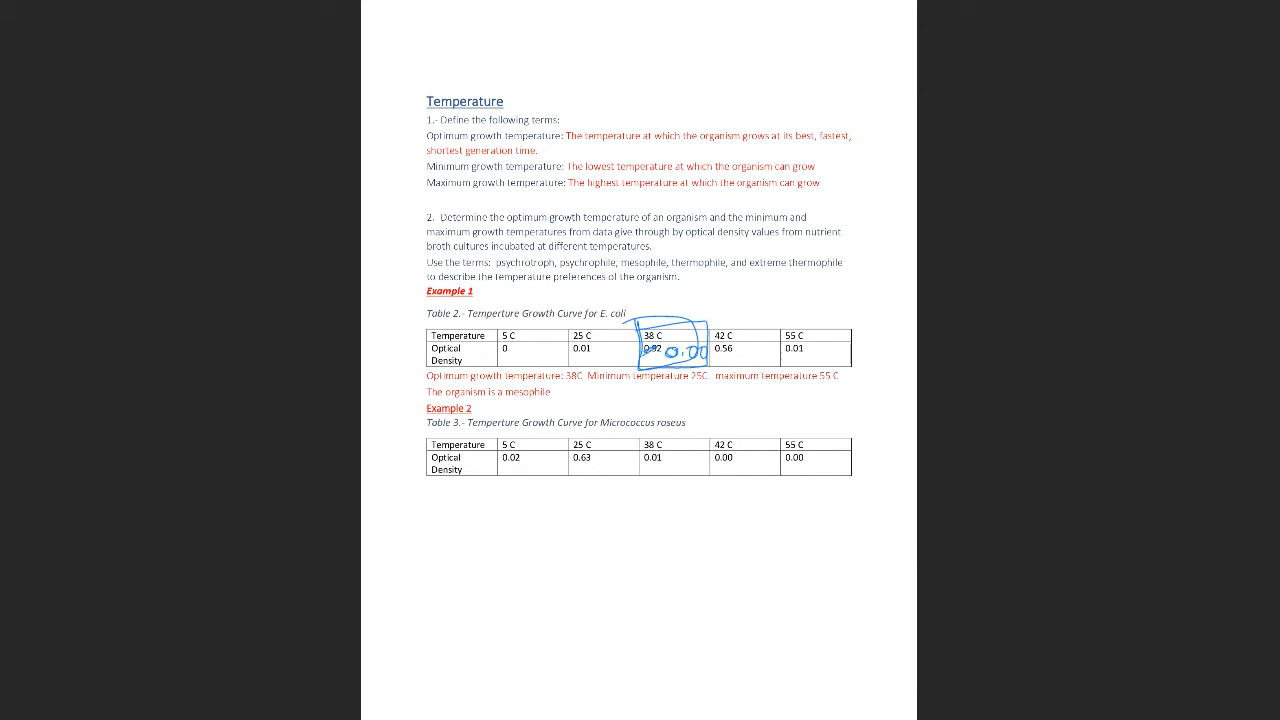 Temperature
1.- Define the following terms:
Optimum growth temperature: The temperature at which the organism grows at its best, fastest,
shortest generation time.
Minimum growth temperature: The lowest temperature at which the organism can grow
Maximum growth temperature: The highest temperature at which the organism can grow
2. Determine the optimum growth temperature of an organism and the minimum and
maximum growth temperatures from data give through by optical density values from nutrient
broth cultures incubated at different temperatures.
Use the terms: psychrotroph, psychrophile, mesophile, thermophile, and extreme thermophile
to describe the temperature preferences of the organism.
Example 1
Table 2.- Temperture Growth Curve for E. coli
Temperature 5 C 25 C 38 C 42 C 55 C
Optical 0 0.01 0.92 0.00 0.56 0.01
Density
Optimum growth temperature: 38C Minimum temperature 25C maximum temperature 55 C
The organism is a mesophile
Example 2
Table 3.- Temperture Growth Curve for Micrococcus roseus
Temperature 5 C 25 C 38 C 42 C 55 C
Optical 0.02 0.63 0.01 0.00 0.00
Density